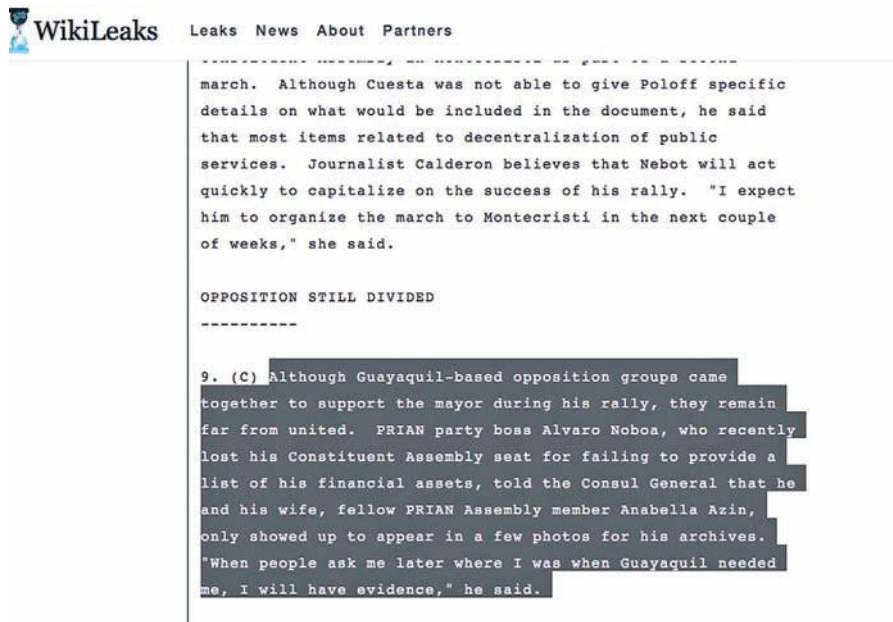 WikiLeaks
Leaks News About Partners
march.  Although Cuesta was not able to give Poloff specific
details on what would be included in the document, he said
that most items related to decentralization of public
services.  Journalist Calderon believes that Nebot will act
quickly to capitalize on the success of his rally.  "I expect
him to organize the march to Montecristi in the next couple
of weeks," she said.
OPPOSITION STILL DIVIDED
----------
9. (C) Although Guayaquil-based opposition groups came
together to support the mayor during his rally, they remain
far from united.  PRIAN party boss Alvaro Noboa, who recently
lost his Constituent Assembly seat for failing to provide a
list of his financial assets, told the Consul General that he
and his wife, fellow PRIAN Assembly member Anabella Azin,
only showed up to appear in a few photos for his archives.
"When people ask me later where I was when Guayaquil needed
me, I will have evidence," he said.